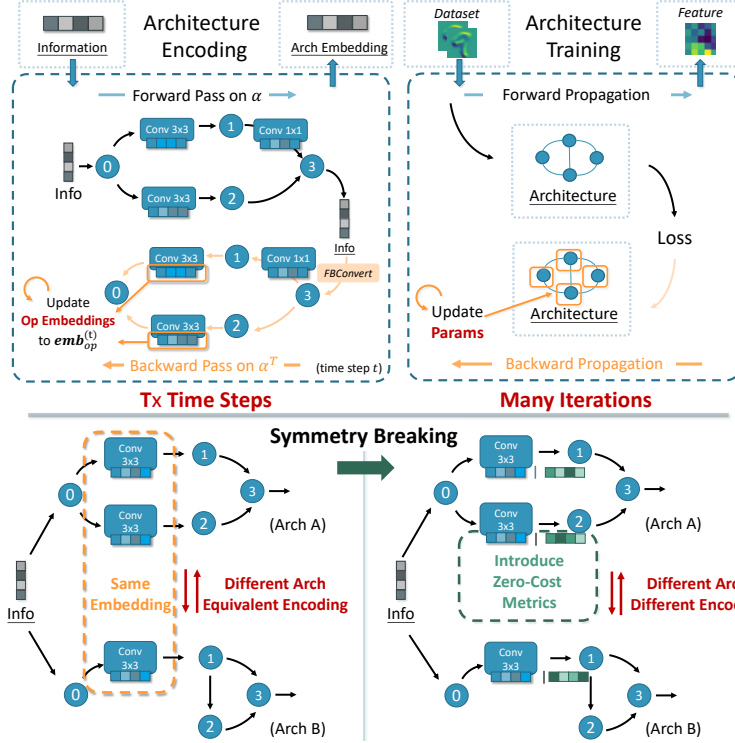 Information
Architecture
Encoding
Arch Embedding
Forward Pass on α
Conv 3x3
1
Conv 1x1
0
3
Conv 3x3
2
Info
Info
Conv 3x3
1
Conv 1x1
FBConvert
0
3
Update
Op Embeddings
to emb_op^(t)
Conv 3x3
2
Backward Pass on α^T
(time step t)
Tx Time Steps
Dataset
Architecture
Training
Feature
Forward Propagation
Architecture
Loss
Update
Params
Architecture
Backward Propagation
Many Iterations
Symmetry Breaking
Conv
3x3
1
0
3
Conv
3x3
2
(Arch A)
Info
Same
Embedding
Different Arch
Equivalent Encoding
Conv
3x3
1
0
3
2
(Arch B)
Conv
3x3
|
1
0
3
Conv
3x3
|
2
(Arch A)
Info
Introduce
Zero-Cost
Metrics
Different Arc
Different Enco
Conv
3x3
|
1
0
3
2
(Arch B)